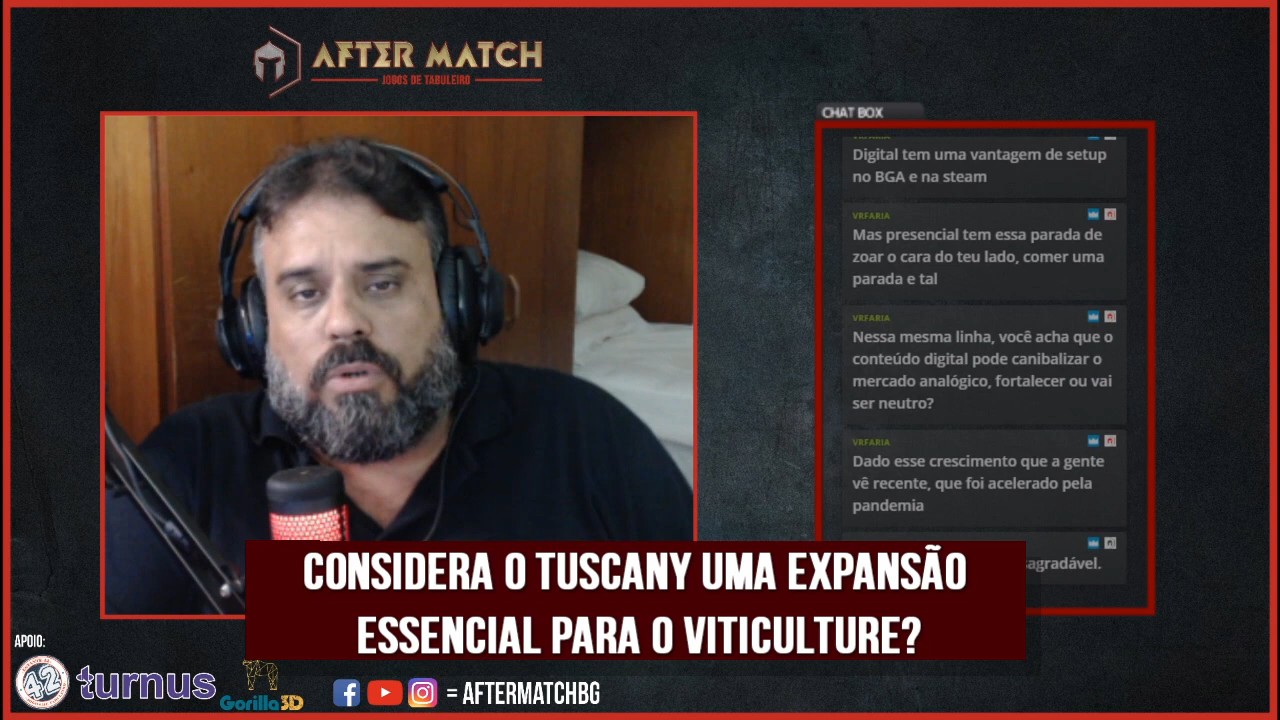 AFTER MATCH
JOGOS DE TABULEIRO
CHAT BOX
VRFARIA
Digital tem uma vantagem de setup
no BGA e na steam
VRFARIA
Mas presencial tem essa parada de
zoar o cara do teu lado, comer uma
parada e tal
VRFARIA
Nessa mesma linha, você acha que o
conteúdo digital pode canibalizar o
mercado analógico, fortalecer ou vai
ser neutro?
VRFARIA
Dado esse crescimento que a gente
vê recente, que foi acelerado pela
pandemia
CONSIDERA O TUSCANY UMA EXPANSÃO
ESSENCIAL PARA O VITICULTURE?
APOIO:
42
turnus
Gorilla3D
= AFTERMATCHBG